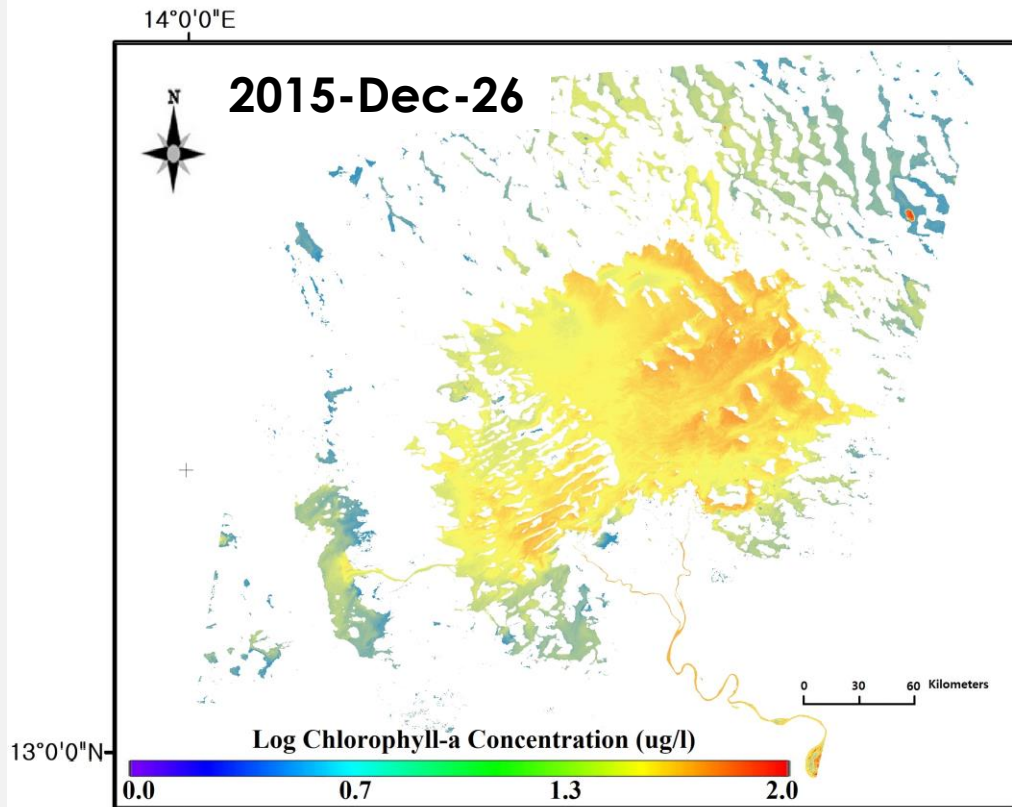 14°0'0"E
2015-Dec-26
N
0 30 60 Kilometers
13°0'0"N
Log Chlorophyll-a Concentration (ug/l)
0.0 0.7 1.3 2.0